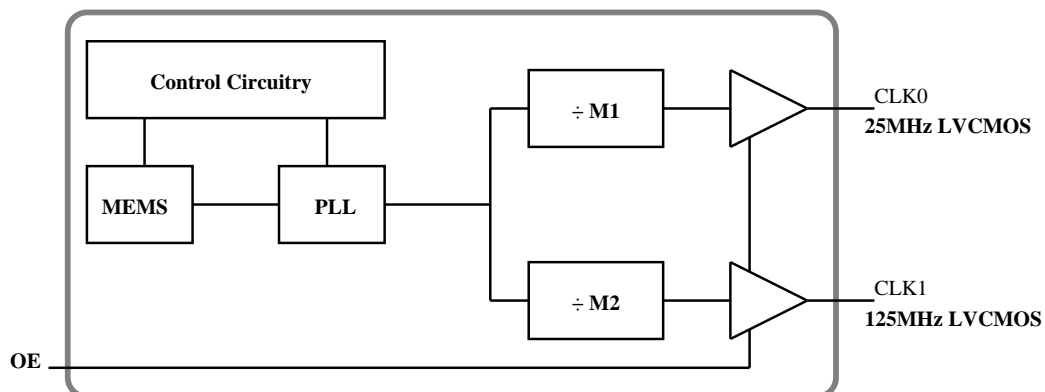 Control Circuitry
MEMS
PLL
÷ M1
÷ M2
CLK0
25MHz LVCMOS
CLK1
125MHz LVCMOS
OE